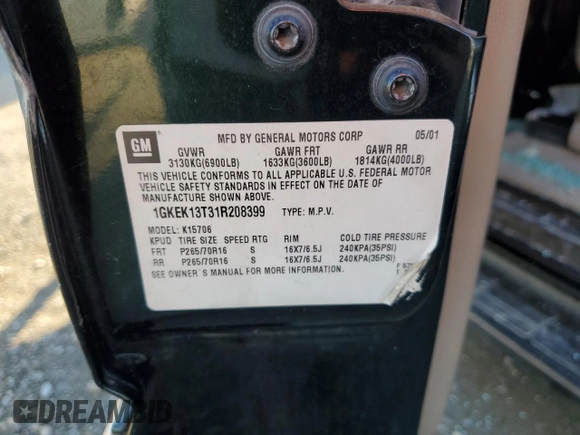 GM
MFD BY GENERAL MOTORS CORP 05/01
GVWR GAWR FRT GAWR RR
3130KG(6900LB) 1633KG(3600LB) 1814KG(4000LB)
THIS VEHICLE CONFORMS TO ALL APPLICABLE U.S. FEDERAL MOTOR
VEHICLE SAFETY STANDARDS IN EFFECT ON THE DATE OF
MANUFACTURE SHOWN ABOVE.
1GKEK13T31R208399 TYPE: M.P.V.
MODEL: K15706
KPUD TIRE SIZE SPEED RTG RIM COLD TIRE PRESSURE
FRT P265/70R16 S 16X7/6.5J 240KPA(35PSI)
RR P265/70R16 S 16X7/6.5J 240KPA(35PSI)
SEE OWNER'S MANUAL FOR MORE INFORMATION.
DREAMBID